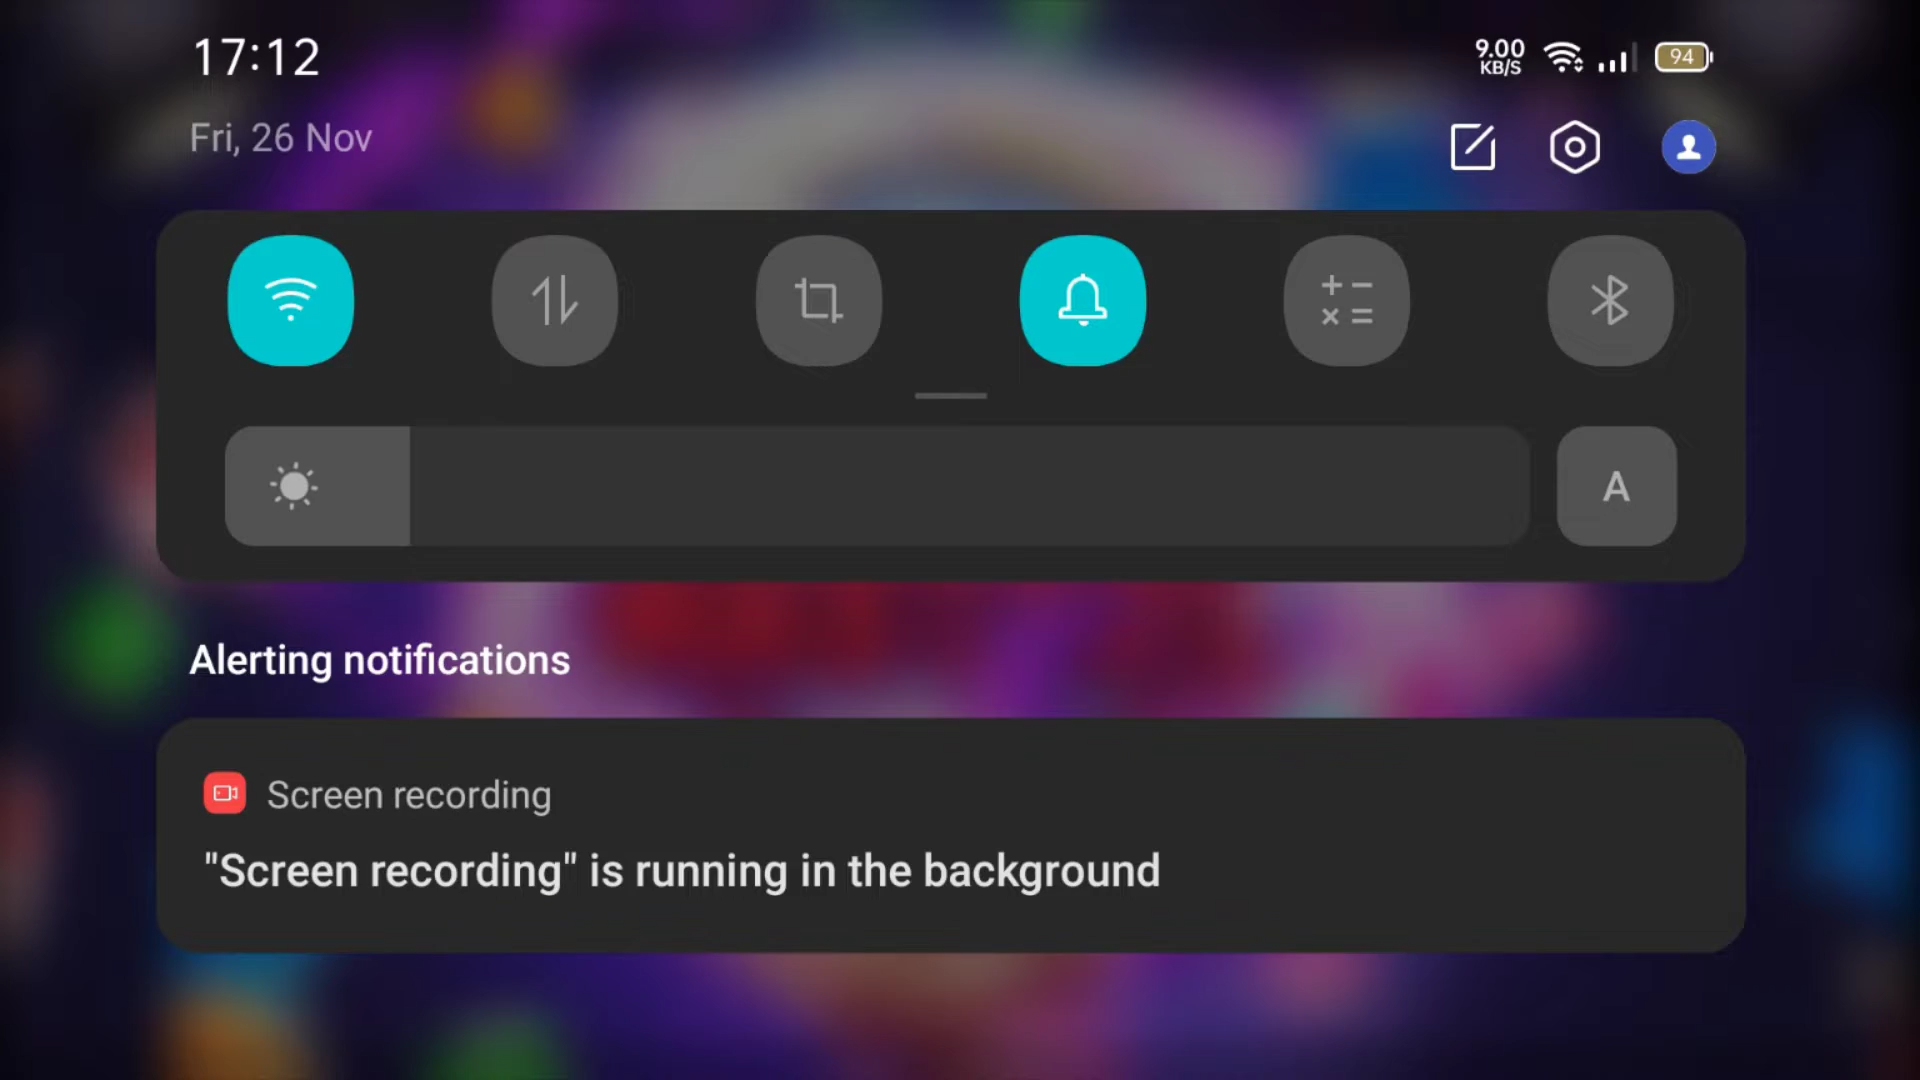 17:12
9.00
KB/S
94
Fri, 26 Nov
A
Alerting notifications
Screen recording
"Screen recording" is running in the background